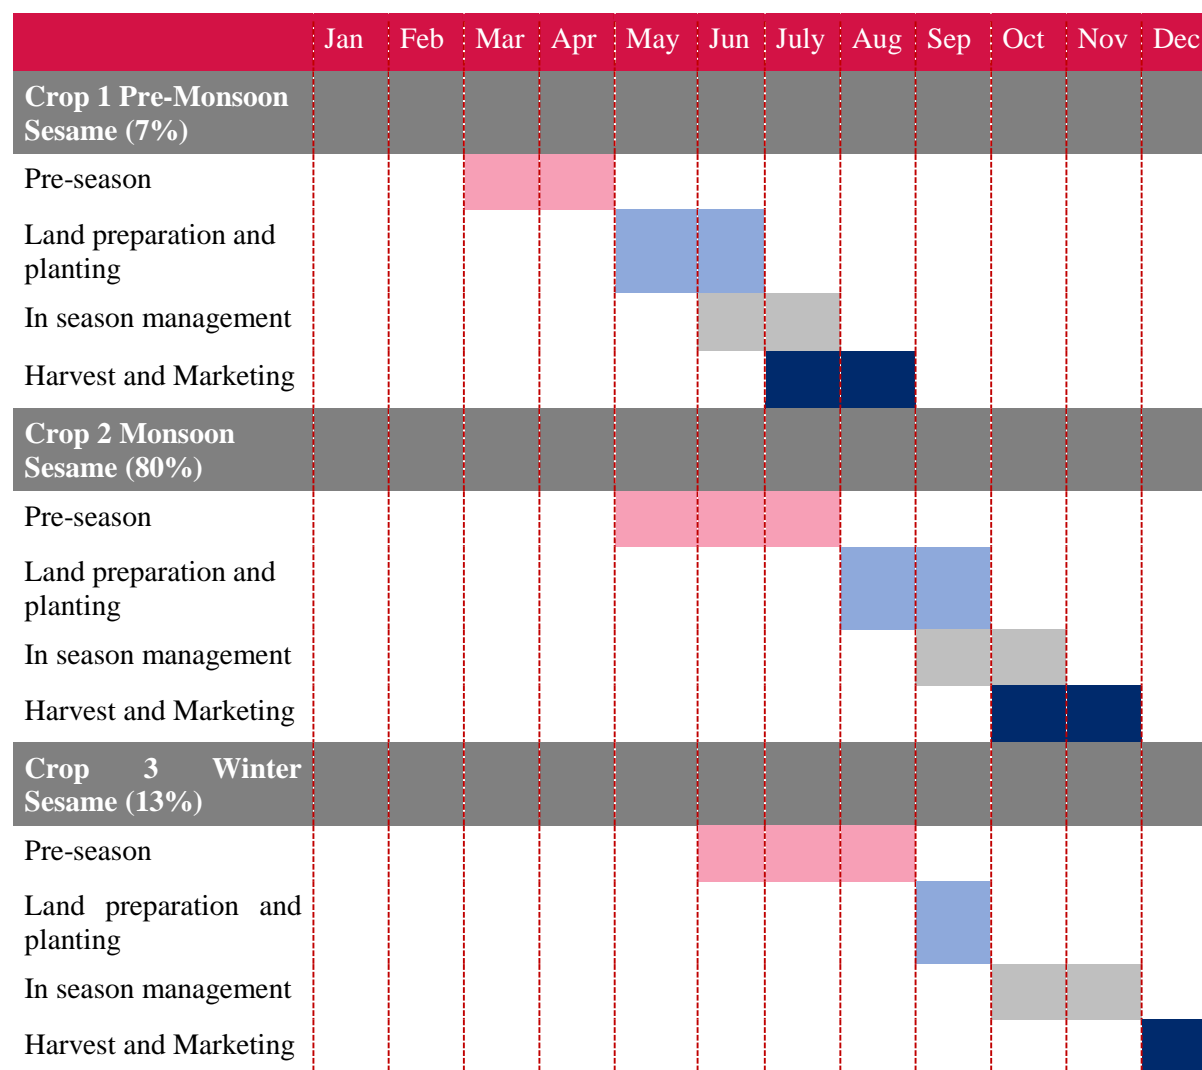 Jan Feb Mar Apr May Jun July Aug Sep Oct Nov Dec
Crop 1 Pre-Monsoon
Sesame (7%)
Pre-season
Land preparation and
planting
In season management
Harvest and Marketing
Crop 2 Monsoon
Sesame (80%)
Pre-season
Land preparation and
planting
In season management
Harvest and Marketing
Crop 3 Winter
Sesame (13%)
Pre-season
Land preparation and
planting
In season management
Harvest and Marketing